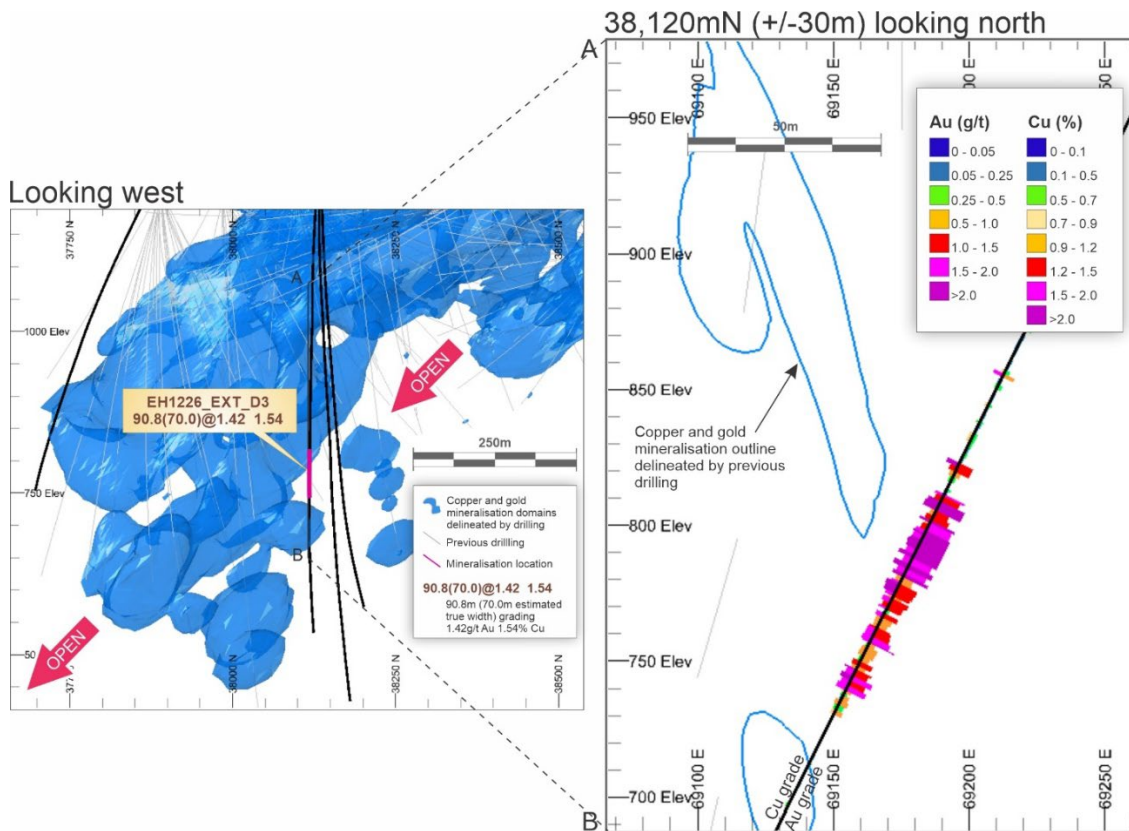 38,120mN (+/-30m) looking north
A
Looking west
37750 N
38000 N
38250 N
38500 N
A
1000 Elev
OPEN
EH1226_EXT_D3
90.8(70.0)@1.42 1.54
250m
750 Elev
Copper and gold
mineralisation domains
delineated by drilling
Previous drillling
Mineralisation location
90.8(70.0)@1.42 1.54
90.8m (70.0m estimated
true width) grading
1.42g/t Au 1.54% Cu
B
OPEN
38000 N
38250 N
38500 N
69100 E
69150 E
50m
950 Elev
900 Elev
850 Elev
800 Elev
750 Elev
700 Elev
Au (g/t) Cu (%)
0 - 0.05 0 - 0.1
0.05 - 0.25 0.1 - 0.5
0.25 - 0.5 0.5 - 0.7
0.5 - 1.0 0.7 - 0.9
1.0 - 1.5 0.9 - 1.2
1.5 - 2.0 1.2 - 1.5
>2.0 1.5 - 2.0
>2.0
Copper and gold
mineralisation outline
delineated by previous
drilling
Cu grade
Au grade
69100 E
69150 E
69200 E
69250 E
B